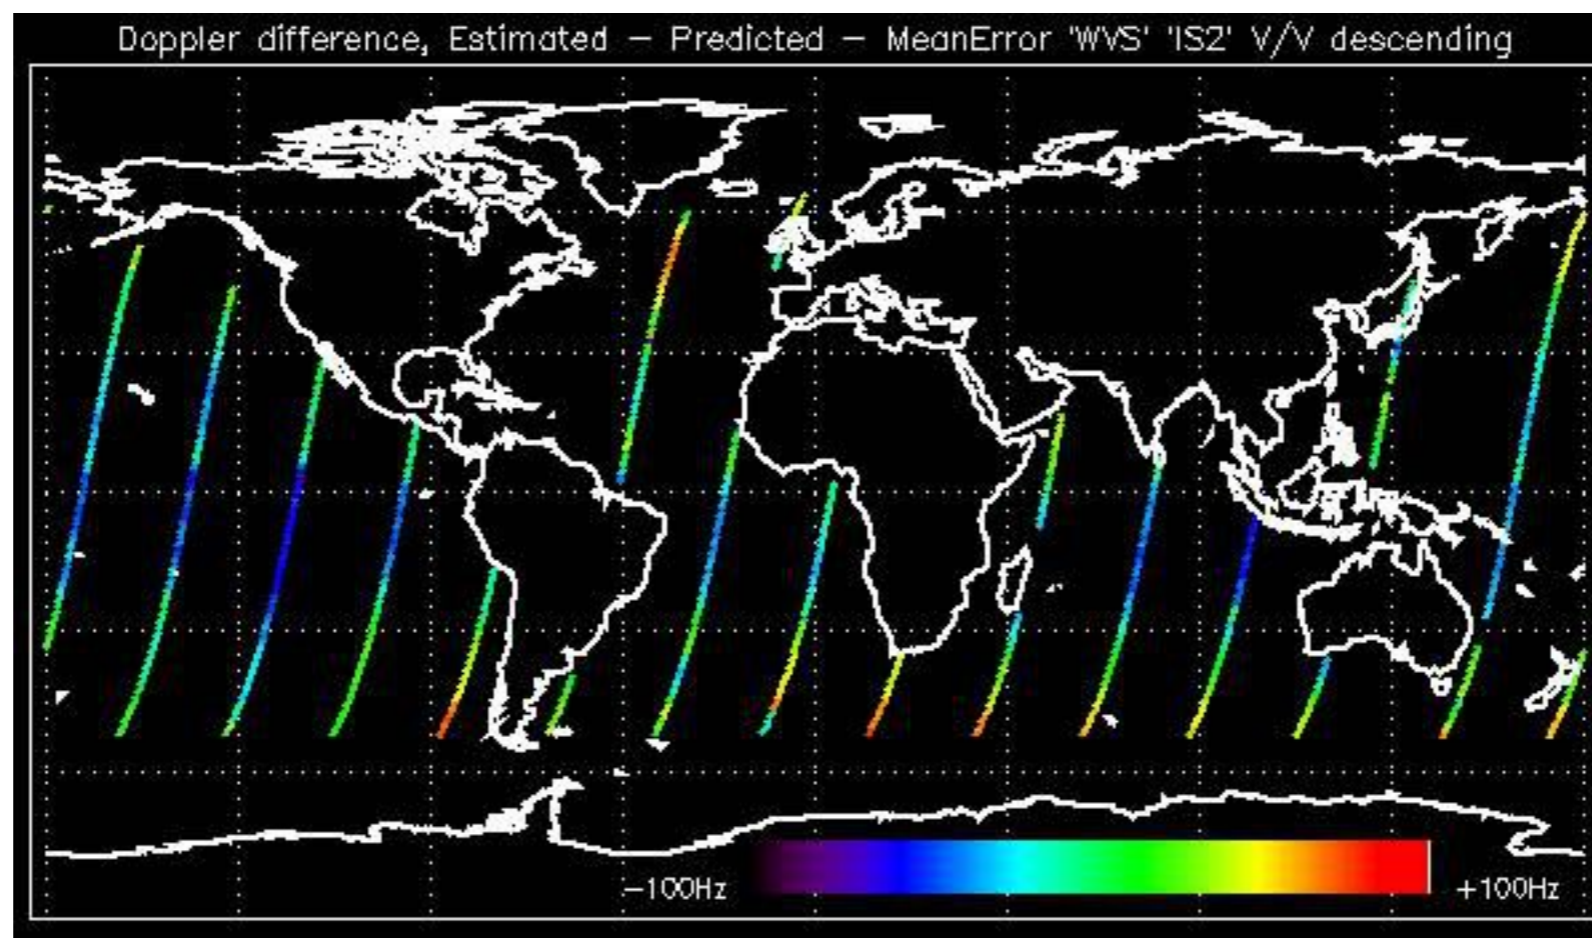 Doppler difference, Estimated – Predicted – MeanError 'WVS' 'IS2' V/V descending
−100Hz
+100Hz